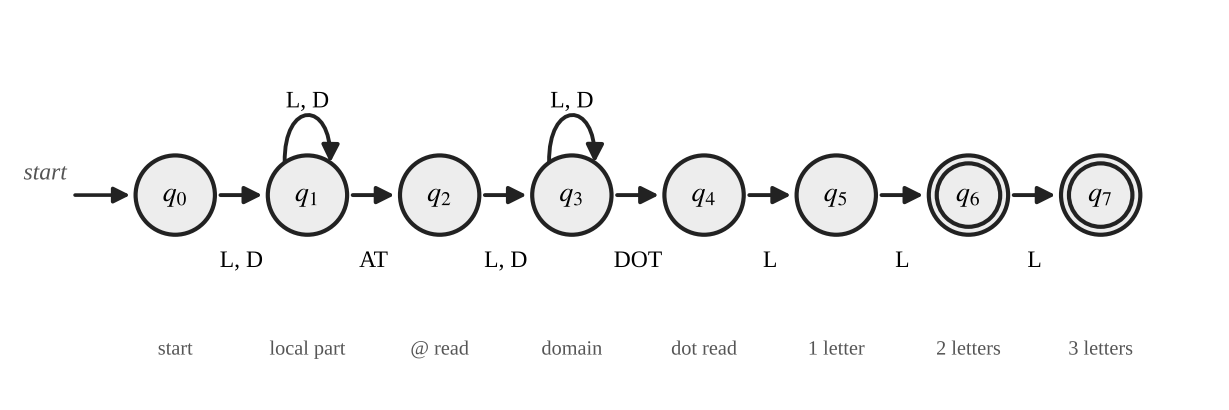 L, D L, D
start
q₀ q₁ q₂ q₃ q₄ q₅ q₆ q₇
L, D AT L, D DOT L L L
start local part @ read domain dot read 1 letter 2 letters 3 letters